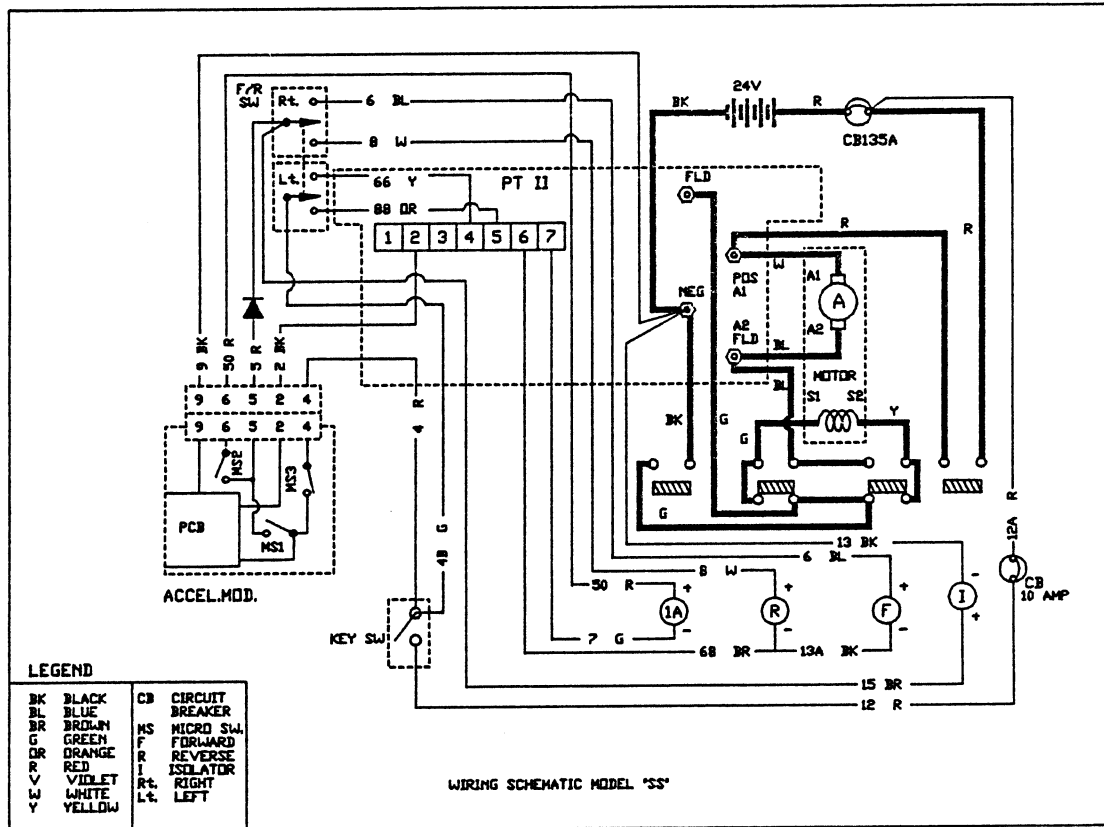 F/R
SW
Rt.
6 BL
8 W
Lt.
66 Y
88 OR
PT II
1 2 3 4 5 6 7
24V
BK
R
CB135A
FLD
R
R
W
POS
A1
A1
A
NEG
A2
FLD
A2
BL
BL
MOTOR
S1 S2
BK
G
G
Y
G
9 BK
50 R
5 R
2 BK
4 R
4B G
9 6 5 2 4
9 6 5 2 4
MS2
MS3
MS1
PCB
ACCEL.MOD.
KEY SW
13 BK
6 BL
8 W
50 R
12A R
+ + + -
1A R F I
- - - +
CB
10 AMP
7 G
6B BR
13A BK
15 BR
12 R
LEGEND
BK BLACK
BL BLUE
BR BROWN
G GREEN
OR ORANGE
R RED
V VIOLET
W WHITE
Y YELLOW
CB CIRCUIT
BREAKER
MS MICRO SW.
F FORWARD
R REVERSE
I ISOLATOR
Rt. RIGHT
Lt. LEFT
WIRING SCHEMATIC MODEL "SS"